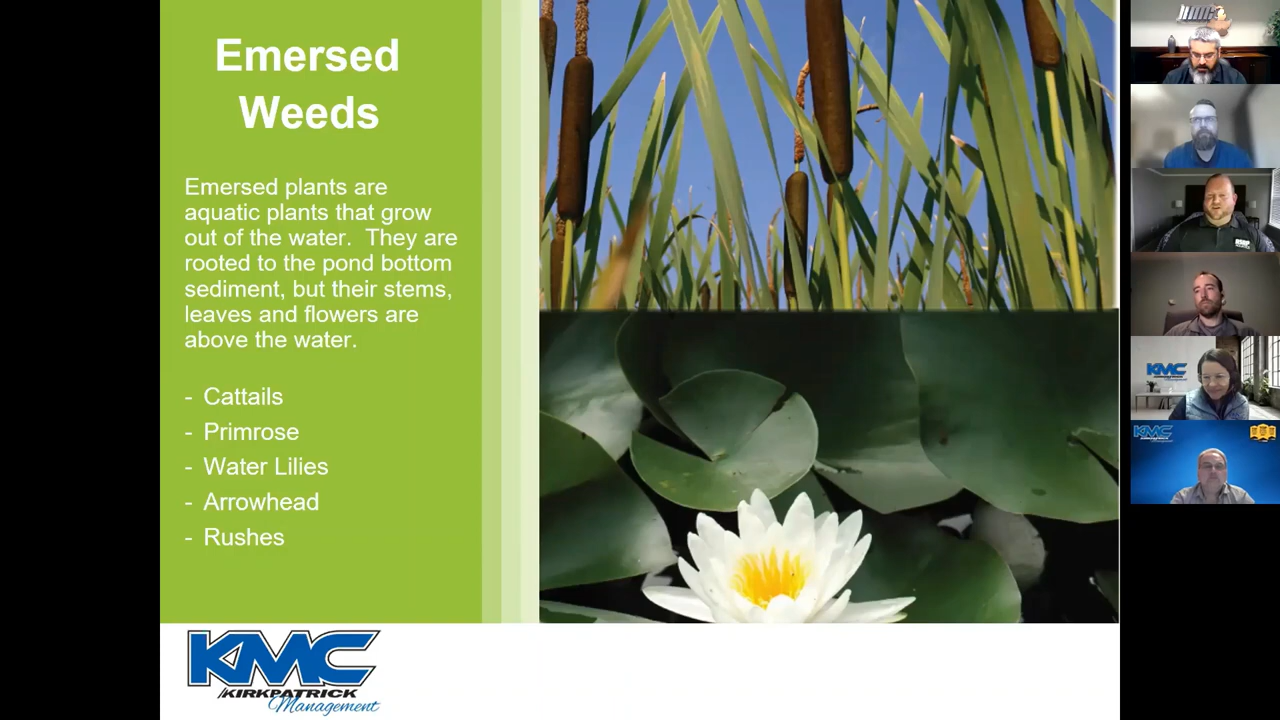 Emersed
Weeds
Emersed plants are
aquatic plants that grow
out of the water.  They are
rooted to the pond bottom
sediment, but their stems,
leaves and flowers are
above the water.
- Cattails
- Primrose
- Water Lilies
- Arrowhead
- Rushes
KMC
KIRKPATRICK
Management
KMC
KMC